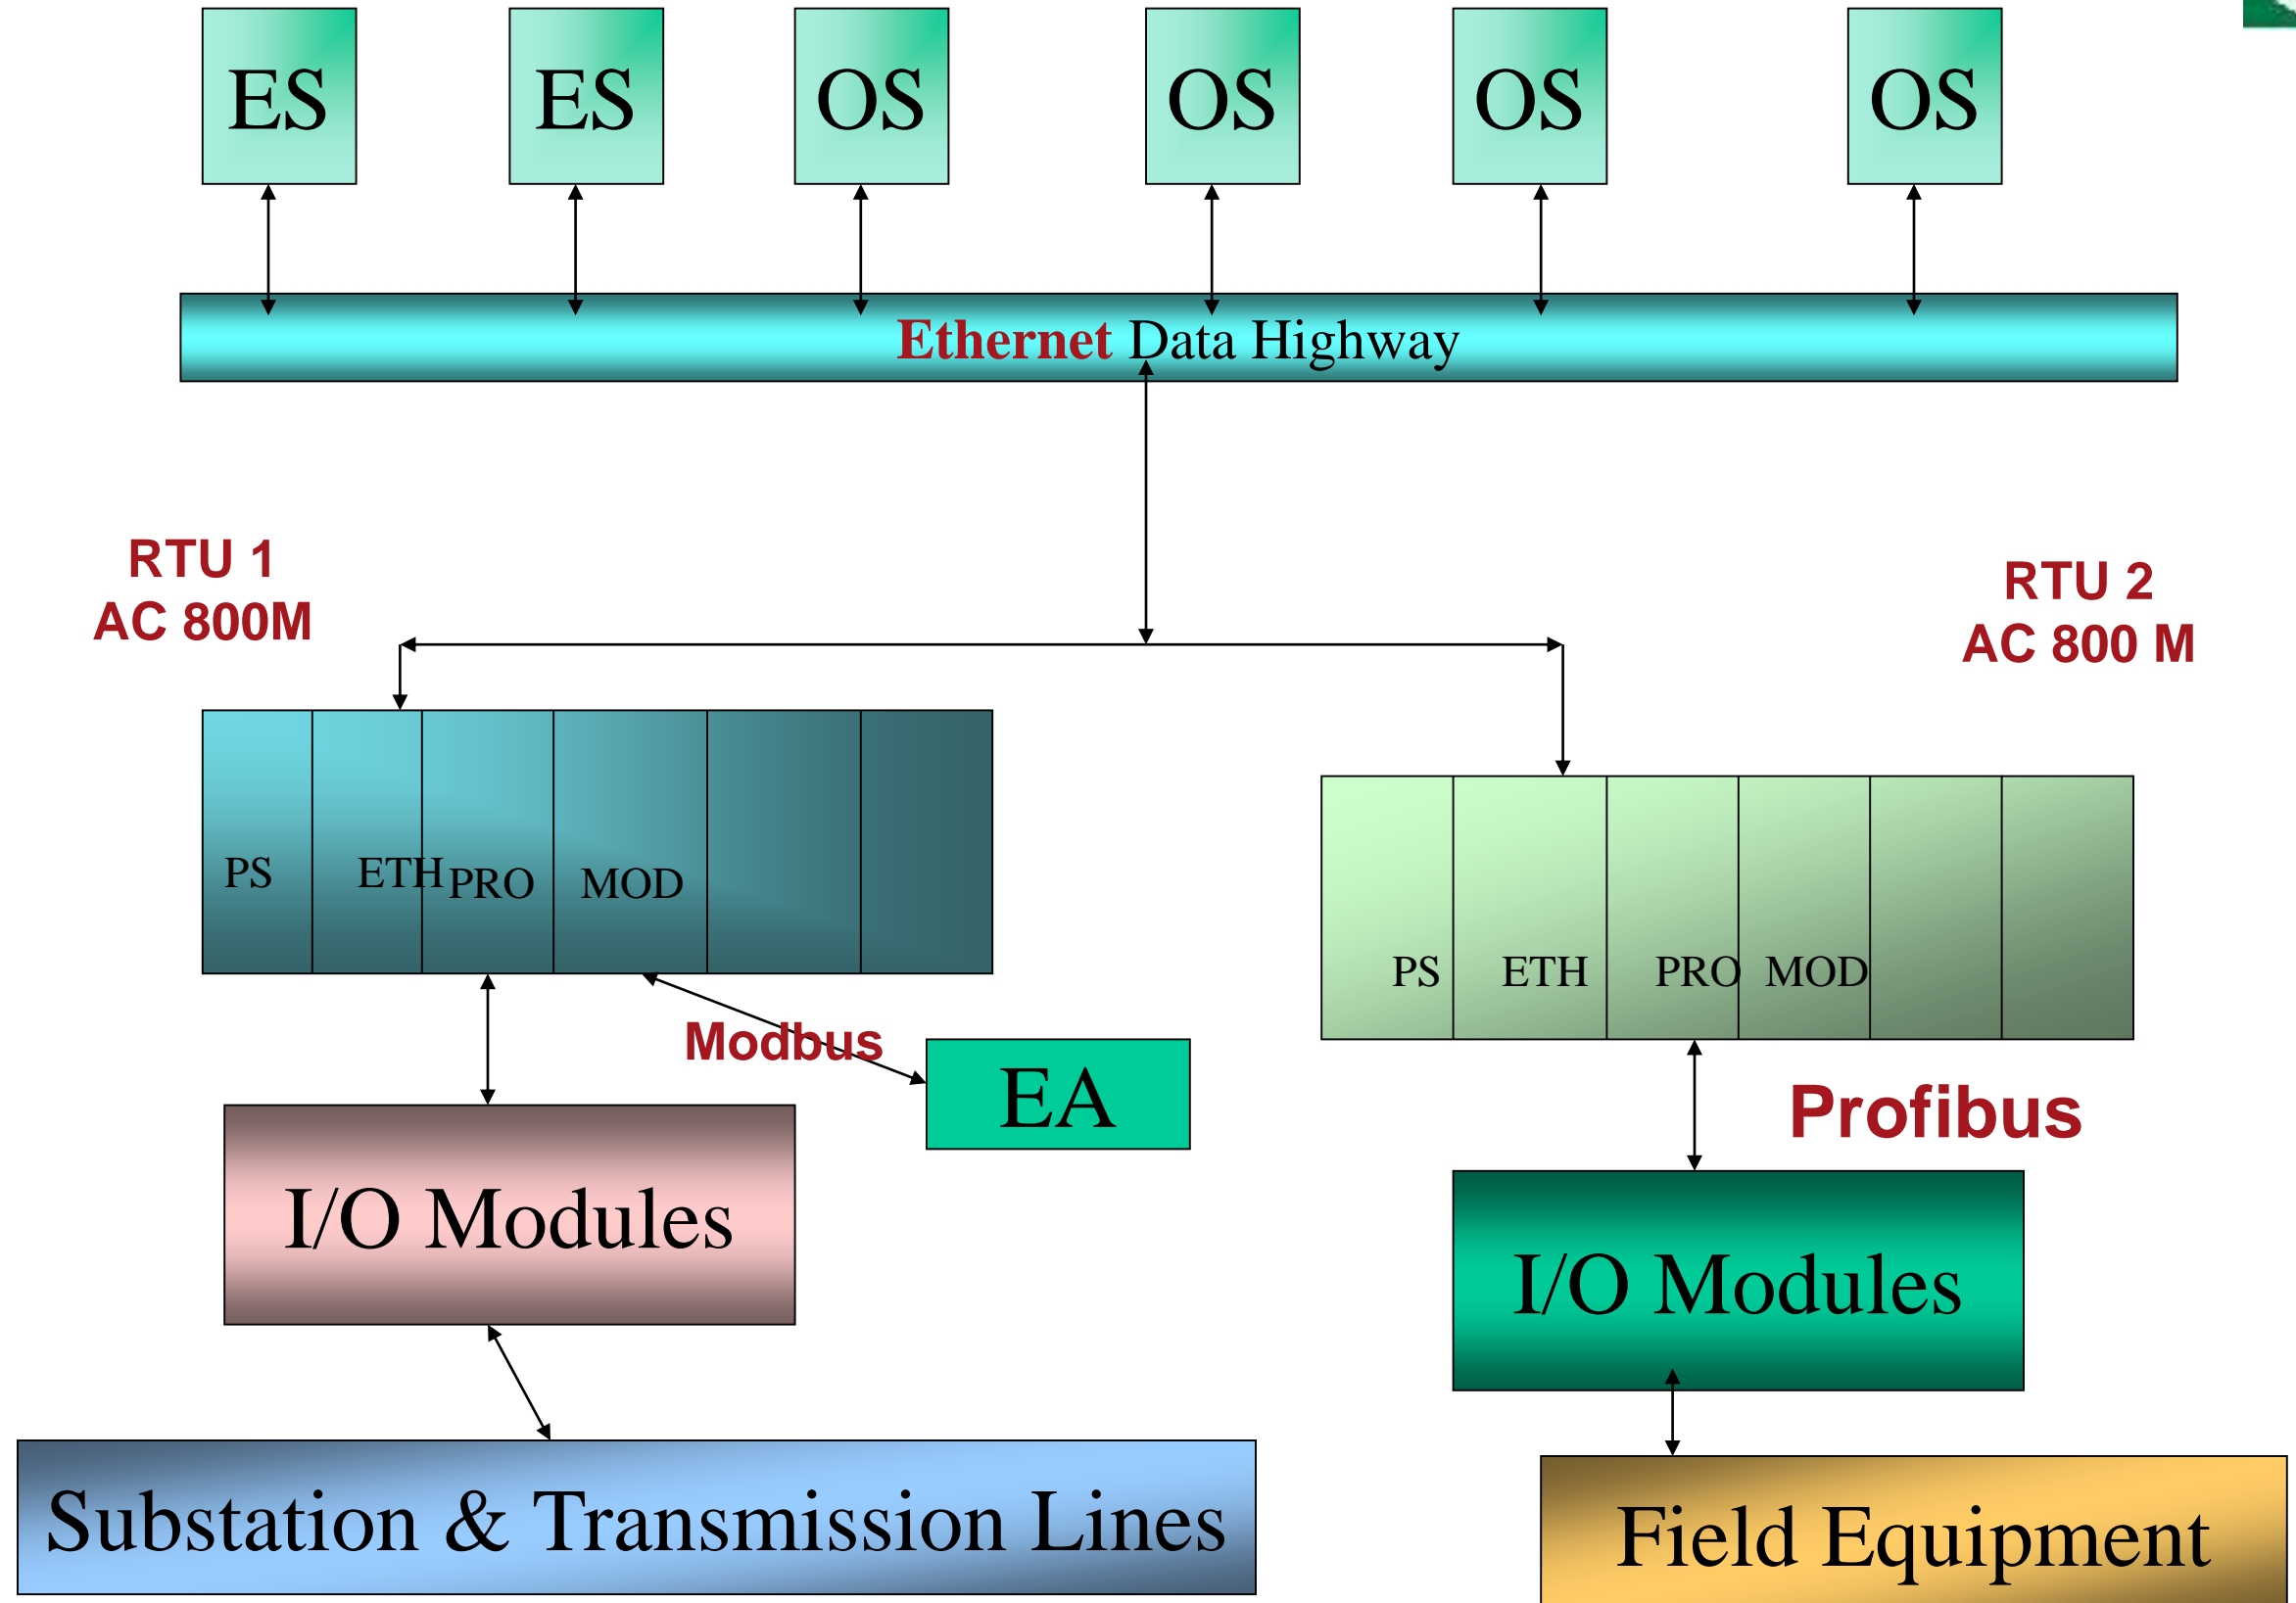 ES
ES
OS
OS
OS
OS
Ethernet Data Highway
RTU 1
AC 800M
RTU 2
AC 800 M
PS
ETH
PRO
MOD
PS
ETH
PRO
MOD
Modbus
EA
Profibus
I/O Modules
I/O Modules
Substation & Transmission Lines
Field Equipment